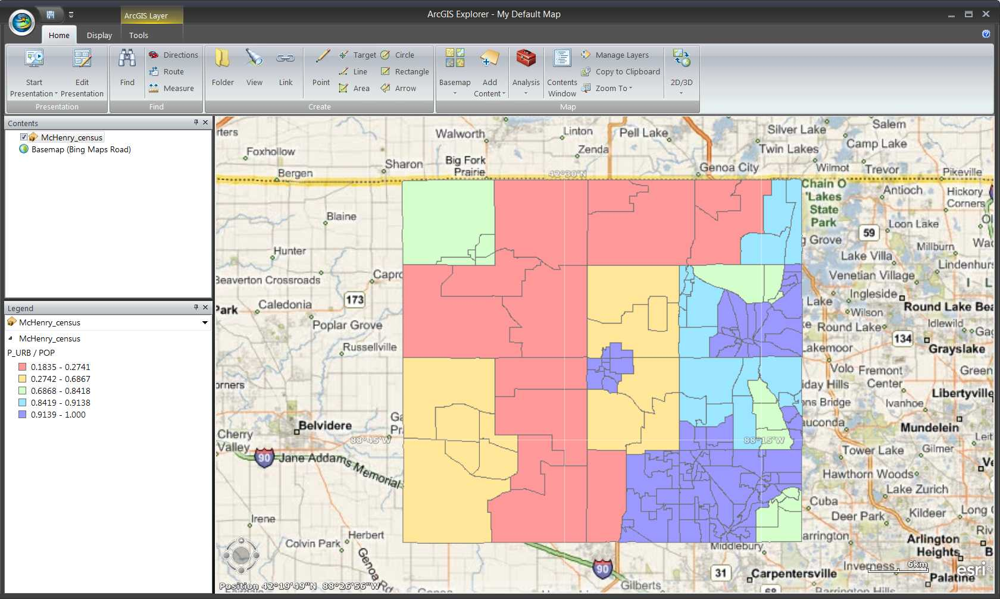 ArcGIS Layer
ArcGIS Explorer - My Default Map
Home
Display
Tools
Start Presentation
Edit Presentation
Presentation
Find
Directions
Route
Measure
Find
Folder
View
Link
Point
Target
Line
Area
Circle
Rectangle
Arrow
Create
Basemap
Add Content
Analysis
Contents Window
Manage Layers
Copy to Clipboard
Zoom To
2D/3D
Map
Contents
McHenry_census
Basemap (Bing Maps Road)
Legend
McHenry_census
McHenry_census
P_URB / POP
0.1835 - 0.2741
0.2742 - 0.6867
0.6868 - 0.8418
0.8419 - 0.9138
0.9139 - 1.000
rters
Walworth
Linton
Pell Lake
Silver Lake
Salem
Foxhollow
Zenda
Twin Lakes
Camp Lake
Sharon
Big Fork
Prairie
Bergen
42°30'N
Genoa City
Wilmot
Trevor
Pikeville
Chain O
'Lakes
State
Park
Antioch
Hickory
Corners
Blaine
Loon Lake
59
g Grove
Millburn
Hunter
Lake Villa
Lindenhurs
Beaverton Crossroads
Capro
Venetian Village
I L
173
Ingleside
Park
Caledonia
Lake
Wilson
Round Lake Bea
Poplar Grove
ke Round Lake
Idlewild
Russellville
134
Lakemoor
Grayslake
Volo
Fremont
Center
Green
orners
iday Hills
Libertyville
ons Bridge
Ivanhoe
Belvidere
auconda
Mundelein
Cherry
Valley
88°45'W
88°15'W
Leit
90
Jane Addams Memorial
Tower Lake
Gilmer
Hawthorn Woods
Lake Zurich
Cuba
Irene
Deer Park
Kildeer
Long
Herbert
Colvin Park
arrington
Riv
Genoa Rd
Middlebury
Arlington
Heights
90
31
Carpentersville
Inverness
6km
esri
Palatine
Position 42°19'49"N 88°26'56"W
Gilberts
68
Barrington Hills